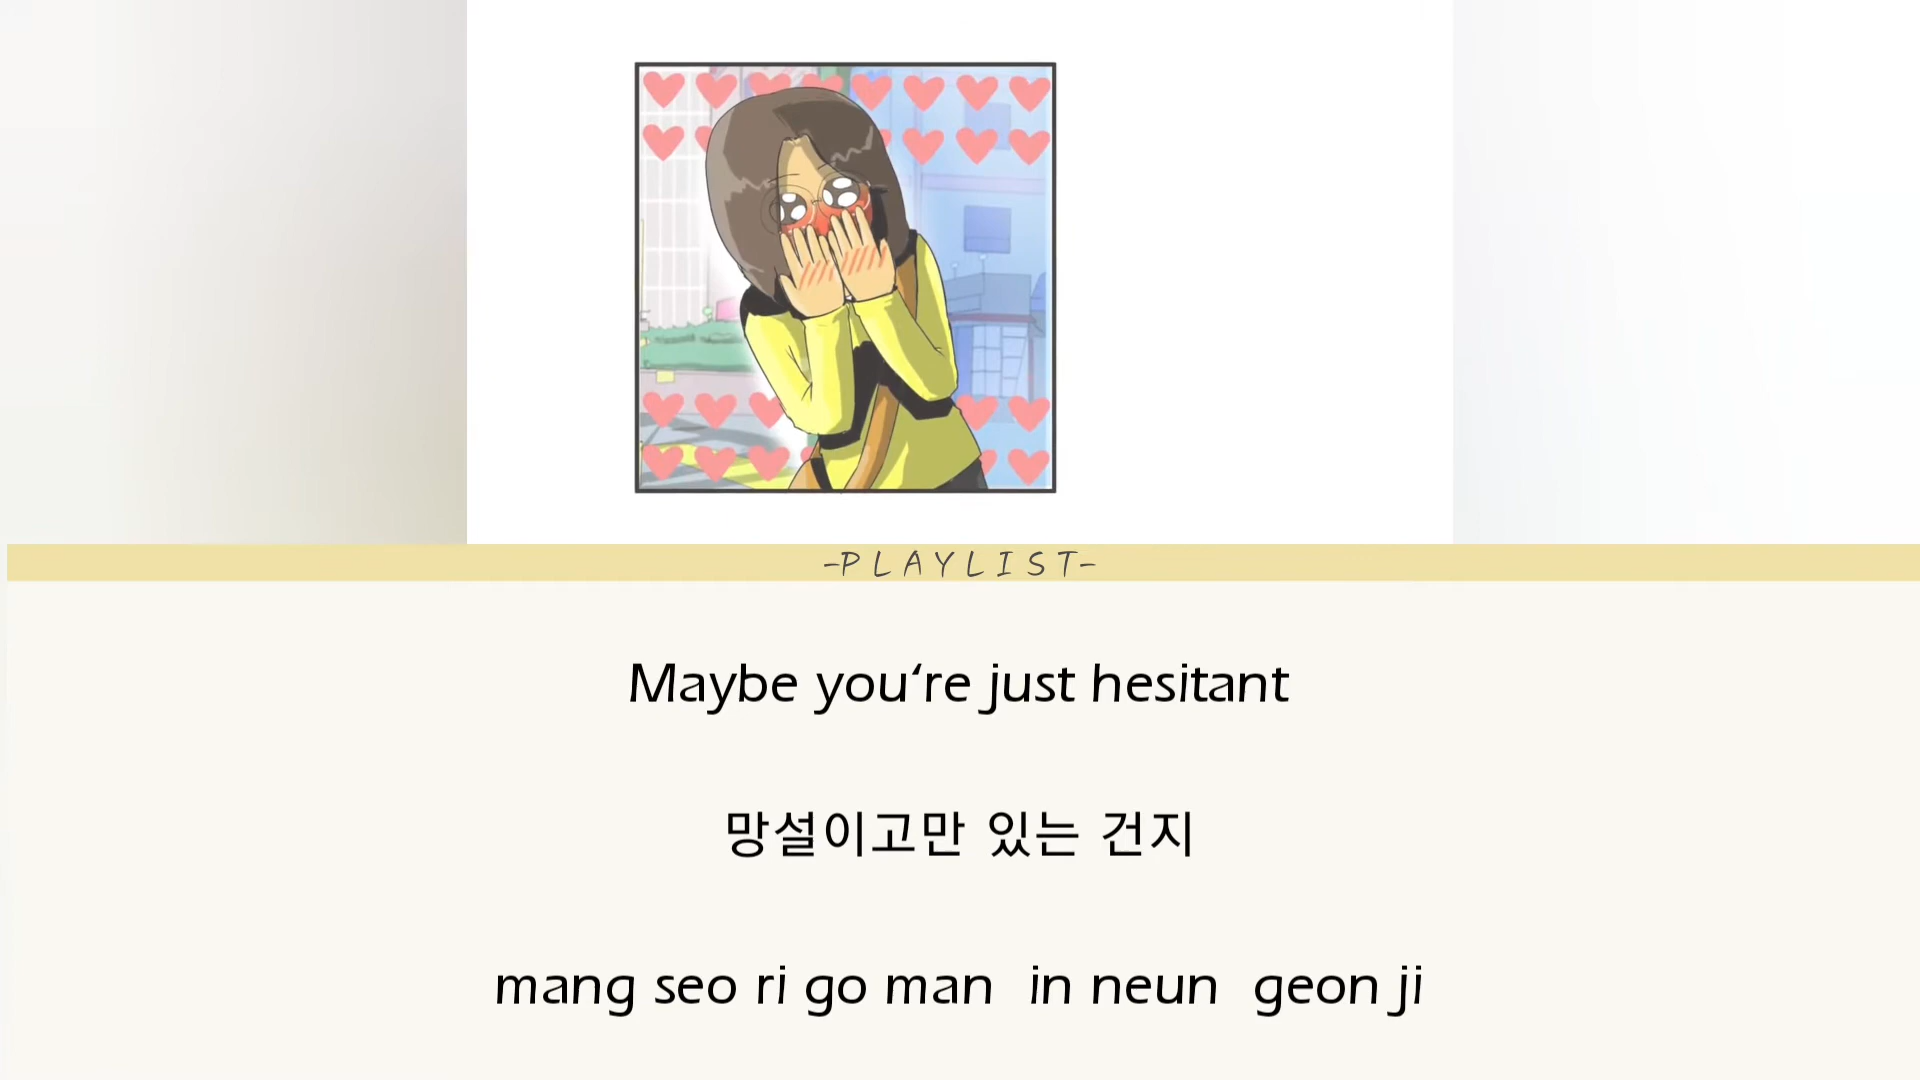 -PLAYLIST-
Maybe you‘re just hesitant
망설이고만 있는 건지
mang seo ri go man in neun geon ji